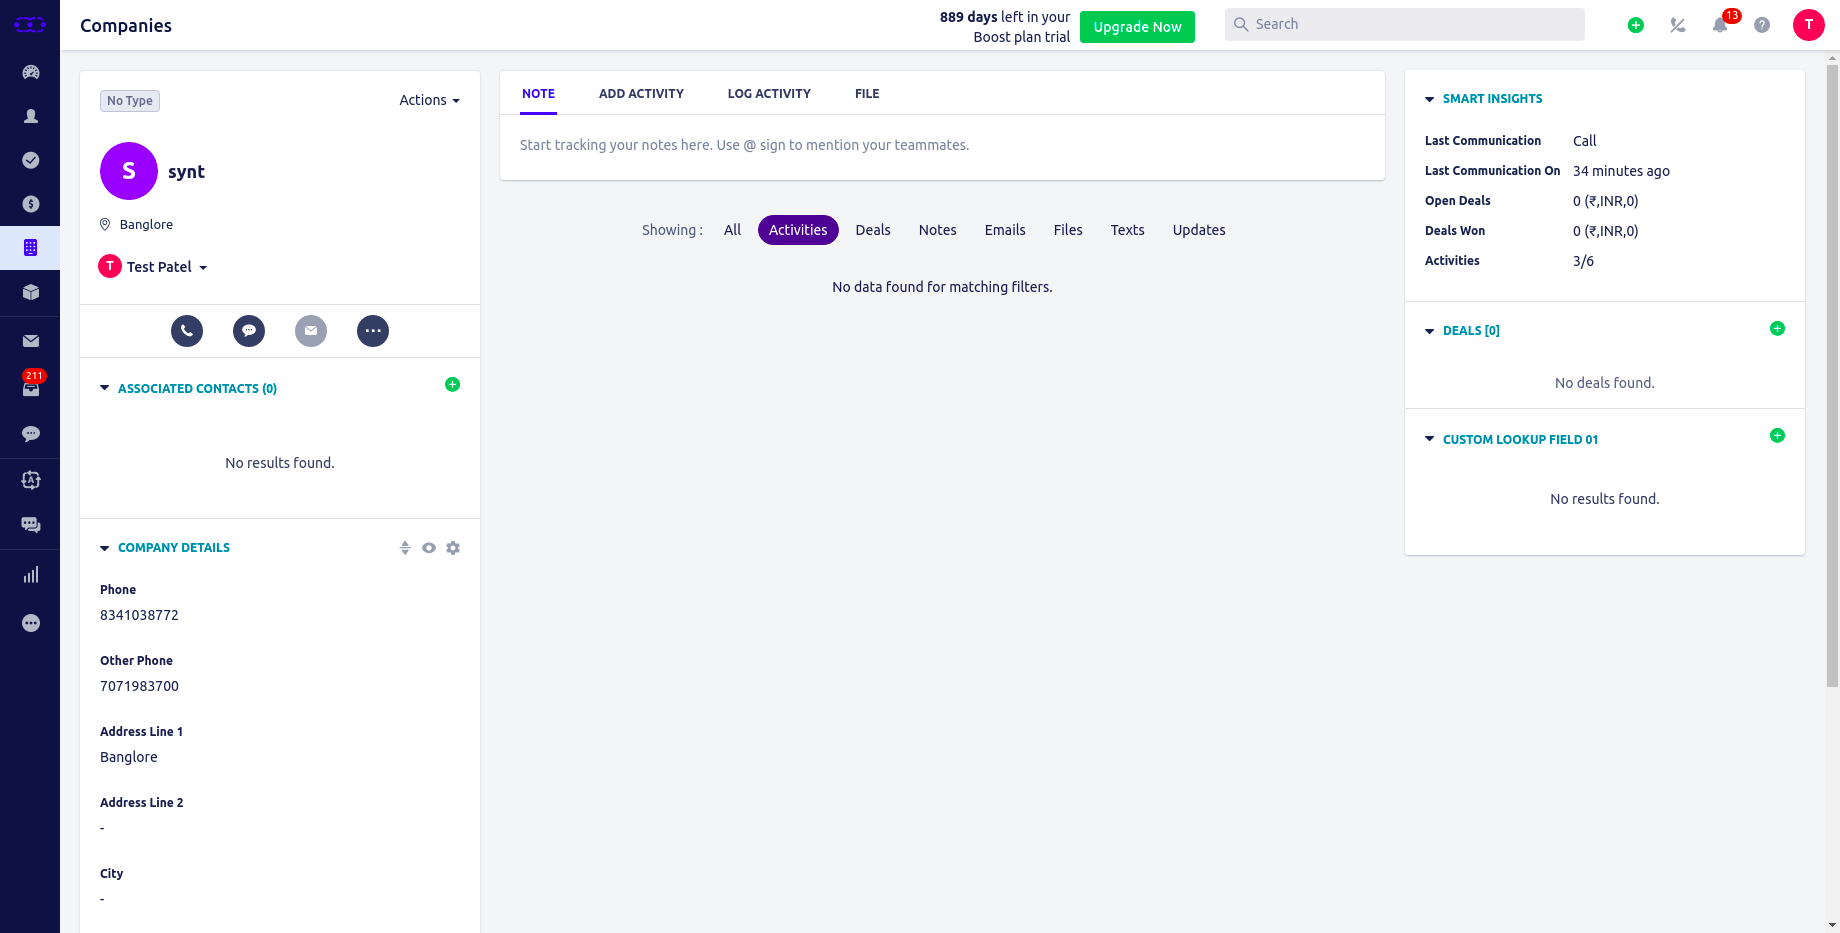 Companies
889 days left in your
Boost plan trial
Upgrade Now
Search
13
T
211
No Type
Actions
S
synt
Banglore
T
Test Patel
ASSOCIATED CONTACTS (0)
No results found.
COMPANY DETAILS
Phone
8341038772
Other Phone
7071983700
Address Line 1
Banglore
Address Line 2
-
City
-
NOTE
ADD ACTIVITY
LOG ACTIVITY
FILE
Start tracking your notes here. Use @ sign to mention your teammates.
Showing :
All
Activities
Deals
Notes
Emails
Files
Texts
Updates
No data found for matching filters.
SMART INSIGHTS
Last Communication Call
Last Communication On 34 minutes ago
Open Deals 0 (₹,INR,0)
Deals Won 0 (₹,INR,0)
Activities 3/6
DEALS [0]
No deals found.
CUSTOM LOOKUP FIELD 01
No results found.